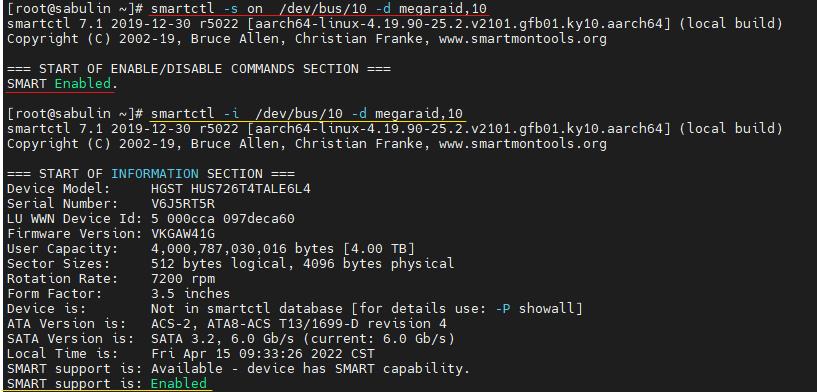 [root@sabulin ~]# smartctl -s on  /dev/bus/10 -d megaraid,10
smartctl 7.1 2019-12-30 r5022 [aarch64-linux-4.19.90-25.2.v2101.gfb01.ky10.aarch64] (local build)
Copyright (C) 2002-19, Bruce Allen, Christian Franke, www.smartmontools.org

=== START OF ENABLE/DISABLE COMMANDS SECTION ===
SMART Enabled.

[root@sabulin ~]# smartctl -i  /dev/bus/10 -d megaraid,10
smartctl 7.1 2019-12-30 r5022 [aarch64-linux-4.19.90-25.2.v2101.gfb01.ky10.aarch64] (local build)
Copyright (C) 2002-19, Bruce Allen, Christian Franke, www.smartmontools.org

=== START OF INFORMATION SECTION ===
Device Model:     HGST HUS726T4TALE6L4
Serial Number:    V6J5RT5R
LU WWN Device Id: 5 000cca 097deca60
Firmware Version: VKGAW41G
User Capacity:    4,000,787,030,016 bytes [4.00 TB]
Sector Sizes:     512 bytes logical, 4096 bytes physical
Rotation Rate:    7200 rpm
Form Factor:      3.5 inches
Device is:        Not in smartctl database [for details use: -P showall]
ATA Version is:   ACS-2, ATA8-ACS T13/1699-D revision 4
SATA Version is:  SATA 3.2, 6.0 Gb/s (current: 6.0 Gb/s)
Local Time is:    Fri Apr 15 09:33:26 2022 CST
SMART support is: Available - device has SMART capability.
SMART support is: Enabled